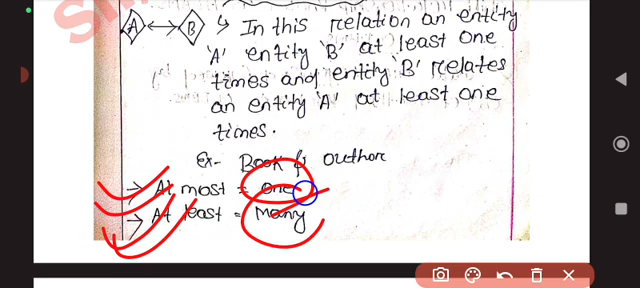 A ↔ B ↳ In this relation an entity
'A' entity 'B' at least one
times and entity 'B' relates
an entity 'A' at least one
times.
Ex- Book & author
→ At most = one
→ At least = many